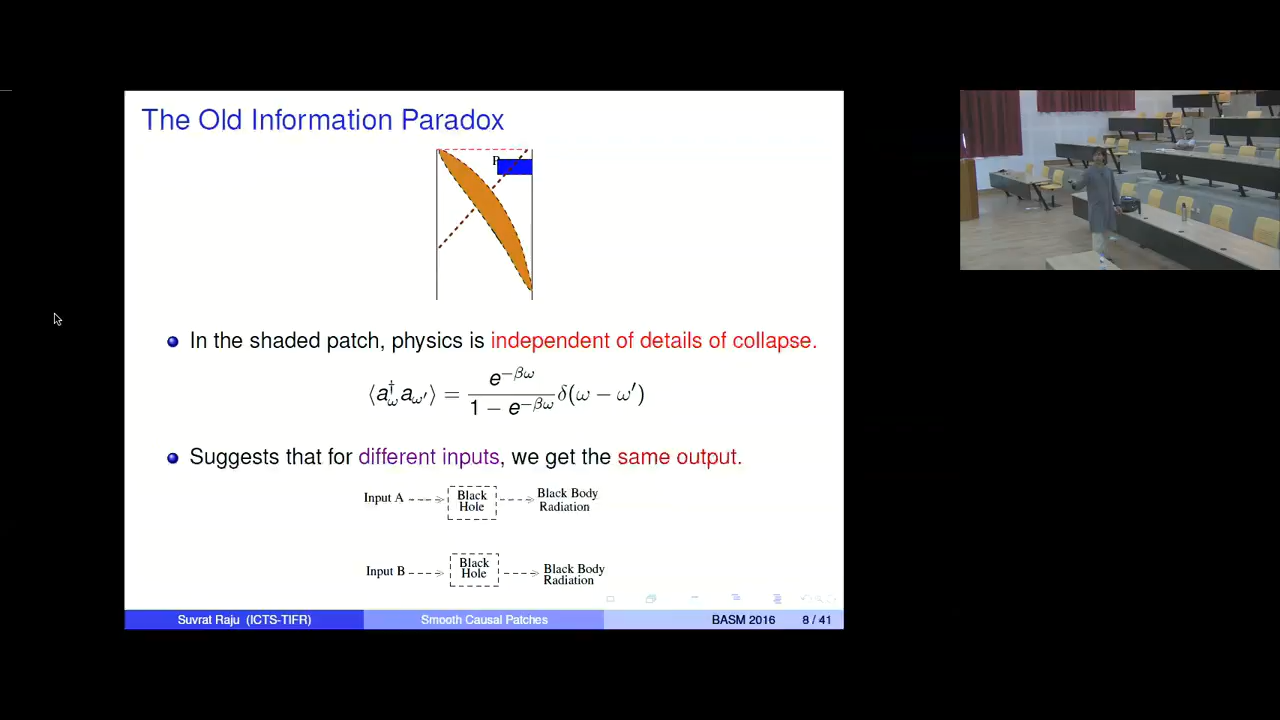 The Old Information Paradox
In the shaded patch, physics is independent of details of collapse.
⟨a†_ω a_ω′⟩ = e^{−βω} / (1 − e^{−βω}) δ(ω − ω′)
Suggests that for different inputs, we get the same output.
Input A
Black
Hole
Black Body
Radiation
Input B
Black
Hole
Black Body
Radiation
Suvrat Raju (ICTS-TIFR) Smooth Causal Patches BASM 2016 8 / 41